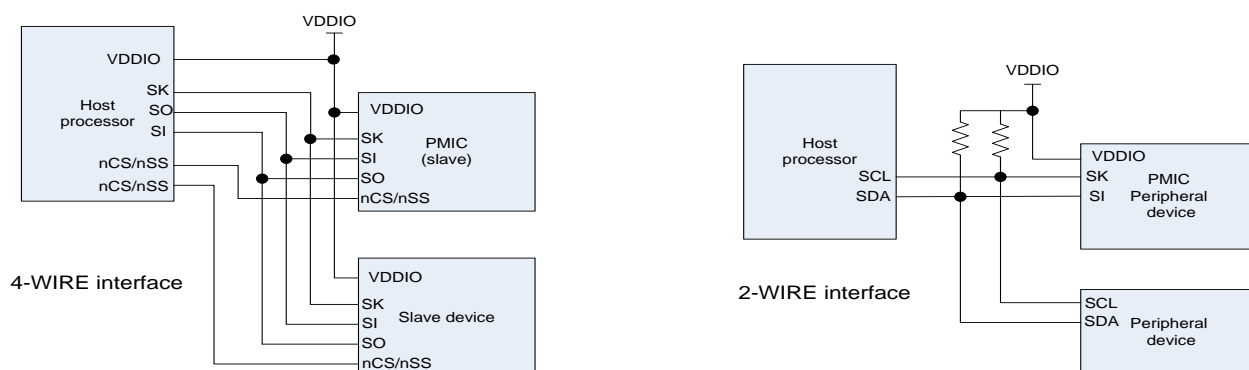 VDDIO
VDDIO
Host
processor
SK
SO
SI
nCS/nSS
nCS/nSS
VDDIO
SK
SI
SO
nCS/nSS
PMIC
(slave)
VDDIO
SK
SI
SO
nCS/nSS
Slave device
4-WIRE interface
VDDIO
Host
processor
SCL
SDA
VDDIO
SK
SI
PMIC
Peripheral
device
SCL
SDA
Peripheral
device
2-WIRE interface